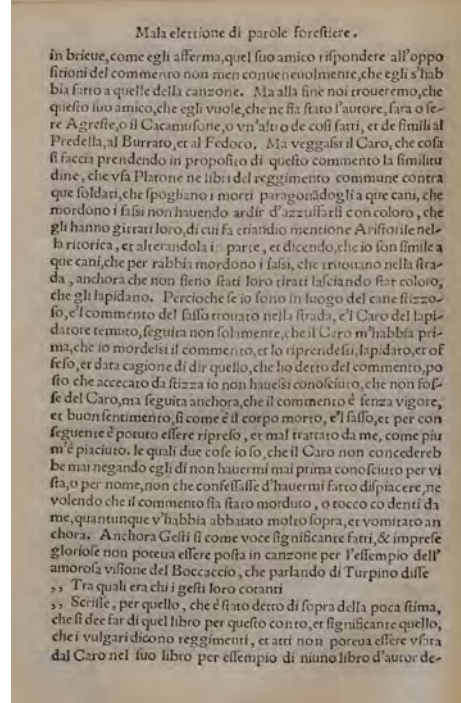 Mala elettione di parole forestiere.
in brieue, come egli afferma, quel ſuo amico riſpondere all'oppo
ſitioni del commento non men conueneuolmente, che egli s'hab
bia fatto a quelle della canzone. Ma alla fine noi troueremo, che
queſto ſuo amico, che egli vuole, che ne ſia ſtato l'autore, ſara o ſe-
re Agreſte, o il Cacamuſone, o vn'altro de coſi fatti, et de ſimili al
Predella, al Burrato, et al Fedoco. Ma veggaſi il Caro, che coſa
ſi faccia prendendo in propoſito di queſto commento la ſimilitu
dine, che vſa Platone ne libri del reggimento commune contra
que ſoldati, che ſpogliano i morti paragonãdogli a que cani, che
mordono i ſaſsi non hauendo ardir d'azzuffarſi con coloro, che
gli hanno gittati loro, di cui fa etiandio mentione Ariſtotile nel-
la ritorica, et alterandola in parte, et dicendo, che io ſon ſimile a
que cani, che per rabbia mordono i ſaſsi, che truouano nella ſtra-
da, anchora che non ſieno ſtati loro tirati laſciando ſtar coloro,
che gli lapidano. Percioche ſe io ſono in luogo del cane ſtizzo-
ſo, e'l commento del ſaſſo trouato nella ſtrada, e'l Caro del lapi-
datore temuto, ſeguita non ſolamente, che il Caro m'habbia pri-
ma, che io mordeſsi il commento, et lo riprendeſsi, lapidato, et of
feſo, et data cagione di dir quello, che ho detto del commento, po
ſto che accecato da ſtizza io non haueſsi conoſciuto, che non foſ-
ſe del Caro, ma ſeguita anchora, che il commento è ſenza vigore,
et buon ſentimento, ſi come è il corpo morto, e'l ſaſſo, et per con
ſeguente è potuto eſſere ripreſo, et mal trattato da me, come piu
m'è piaciuto. le quali due coſe io ſo, che il Caro non concedereb
be mai negando egli di non hauermi mai prima conoſciuto per vi
ſta, o per nome, non che confeſſaſſe d'hauermi fatto diſpiacere, ne
volendo che il commento ſia ſtato morduto, o tocco co denti da
me, quantunque v'habbia abbaiato molto ſopra, et vomitato an
chora. Anchora Geſti ſi come voce ſignificante fatti, & impreſe
glorioſe non poteua eſſere poſta in canzone per l'eſſempio dell'
amoroſa viſione del Boccaccio, che parlando di Turpino diſſe
,, Tra quali era chi i geſti loro cotanti
,, Scriſſe, per quello, che è ſtato detto di ſopra della poca ſtima,
che ſi dee far di quel libro per queſto conto, et ſignificante quello,
che i vulgari dicono reggimenti, et atti non poteua eſſere vſata
dal Caro nel ſuo libro per eſſempio di niuno libro d'autor de-